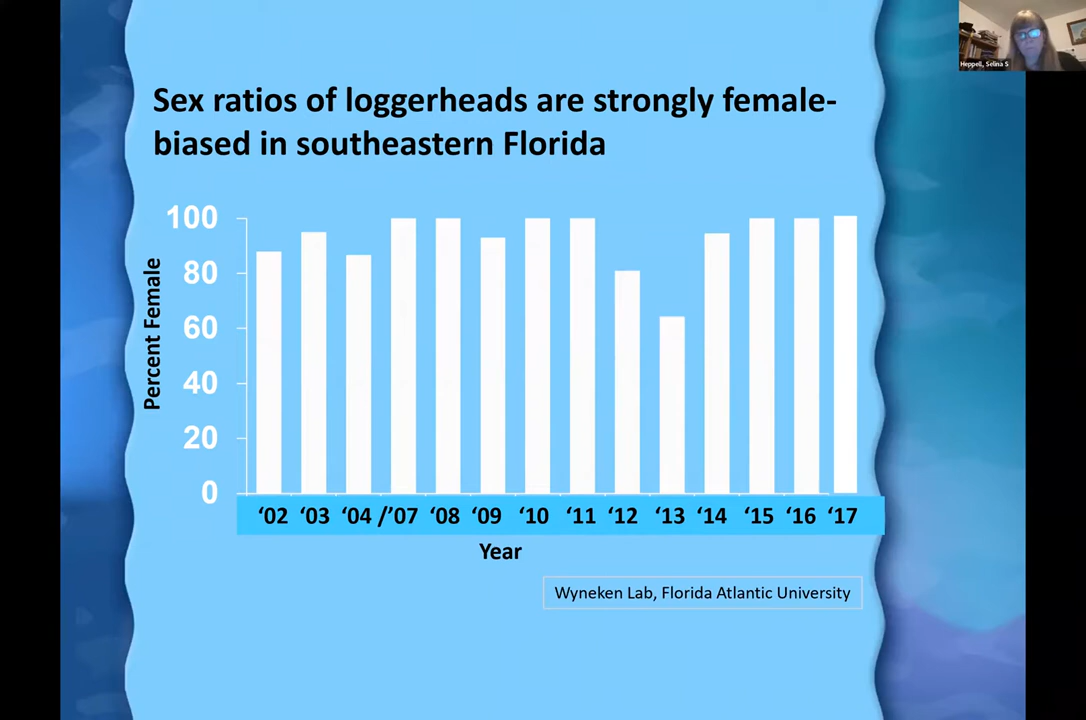 Heppell, Selina S
Sex ratios of loggerheads are strongly female-
biased in southeastern Florida
100
80
60
40
20
0
Percent Female
‘02 ‘03 ‘04 /’07 ‘08 ‘09 ‘10 ‘11 ‘12 ‘13 ‘14 ‘15 ‘16 ‘17
Year
Wyneken Lab, Florida Atlantic University